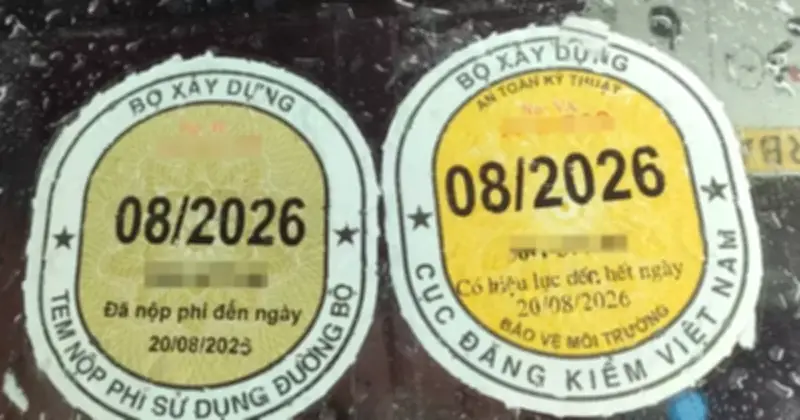 BỘ XÂY DỰNG
08/2026
Đã nộp phí đến ngày
20/08/2026
TEM NỘP PHÍ SỬ DỤNG ĐƯỜNG BỘ
BỘ XÂY DỰNG
AN TOÀN KỸ THUẬT
08/2026
Có hiệu lực đến hết ngày
20/08/2026
BẢO VỆ MÔI TRƯỜNG
CỤC ĐĂNG KIỂM VIỆT NAM